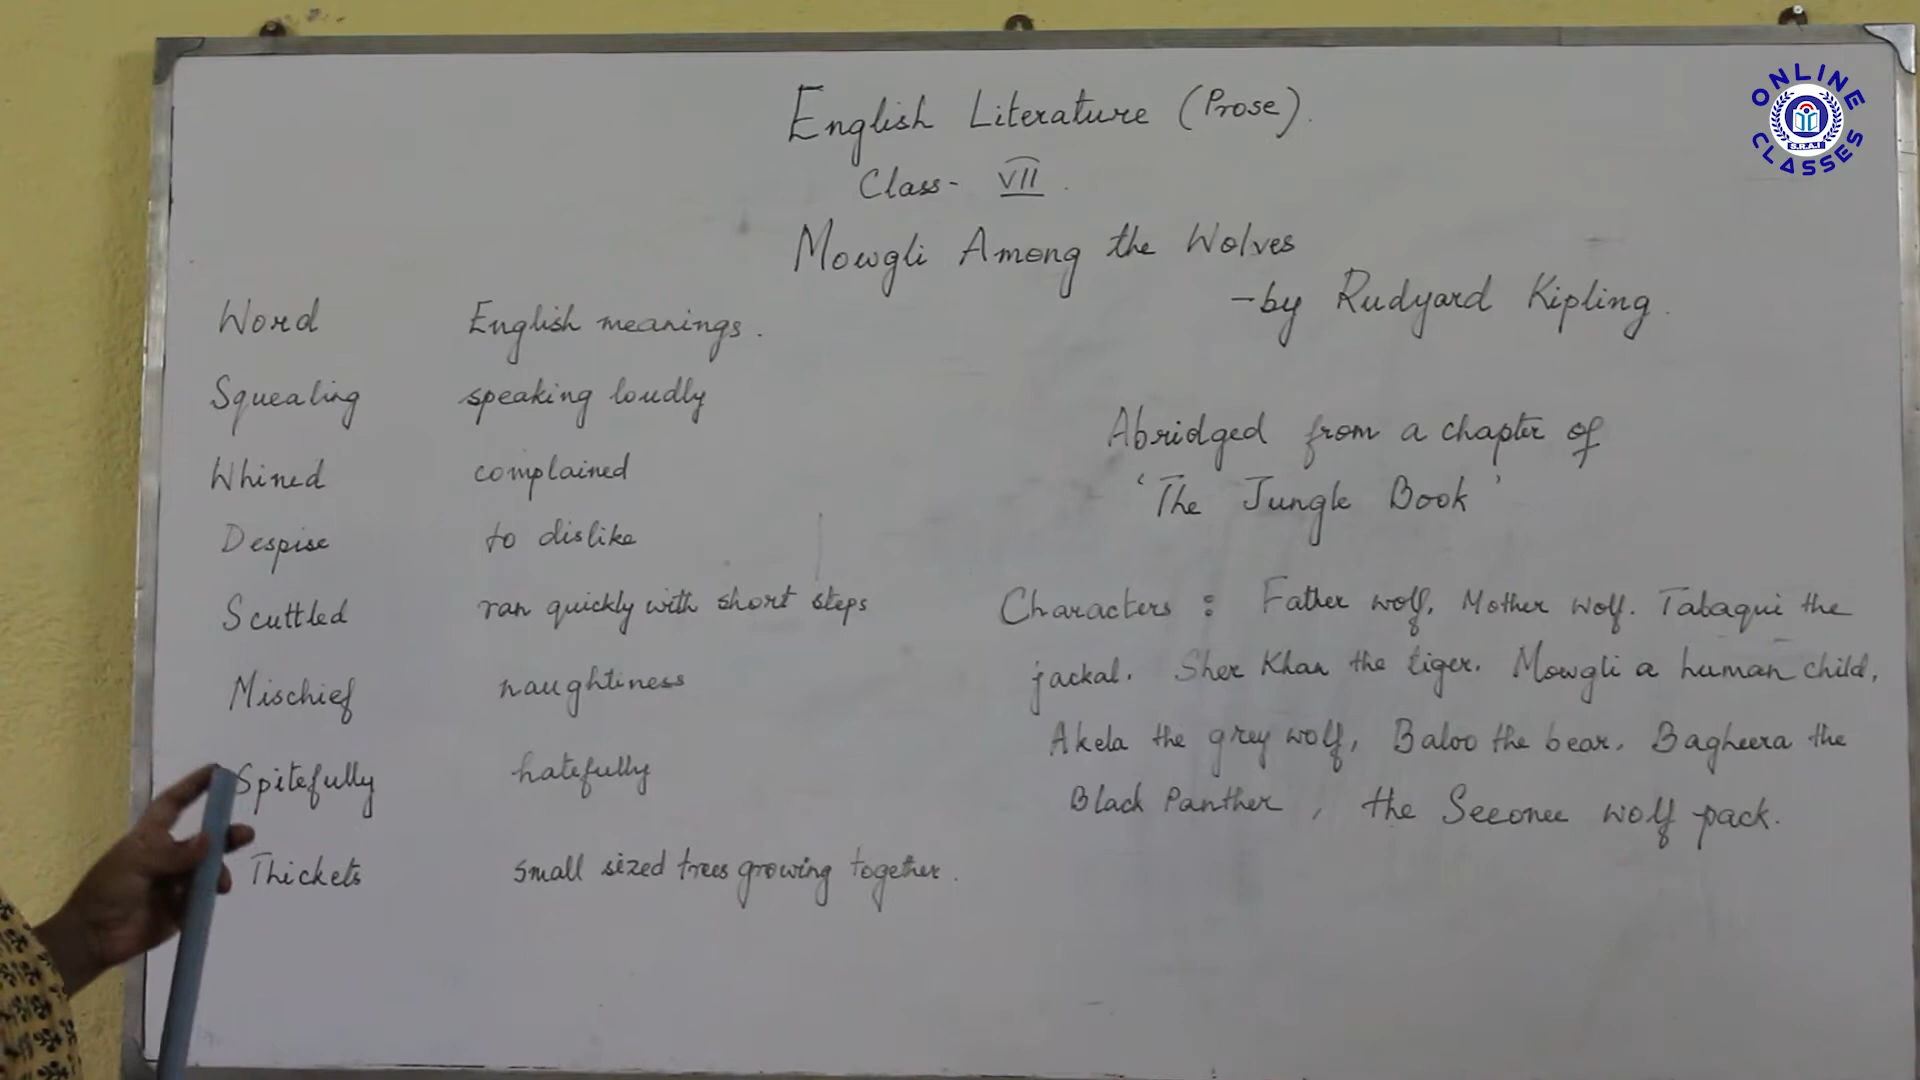 English Literature (Prose).
Class- VII.
Mowgli Among the Wolves
-by Rudyard Kipling.
Word English meanings.
Squealing speaking loudly
Whined complained
Despise to dislike
Scuttled ran quickly with short steps
Mischief naughtiness
Spitefully hatefully
Thickets small sized trees growing together.
Abridged from a chapter of
'The Jungle Book'
Characters : Father wolf, Mother wolf. Tabaqui the
jackal. Sher Khan the tiger. Mowgli a human child,
Akela the grey wolf, Baloo the bear. Bagheera the
Black Panther, the Seeonee wolf pack.
ONLINE
S.R.A.I
CLASSES